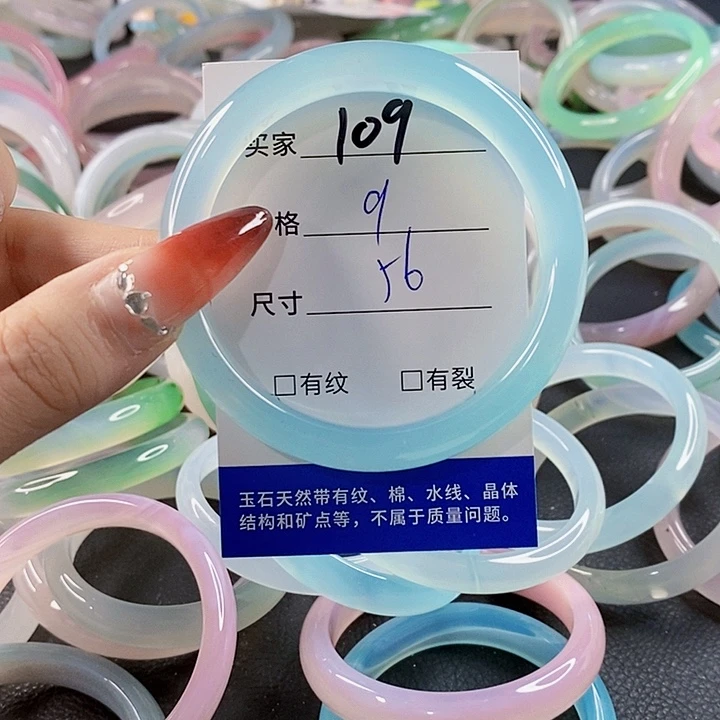 买家 109
格 9
尺寸 56
□有纹 □有裂
玉石天然带有纹、棉、水线、晶体
结构和矿点等，不属于质量问题。